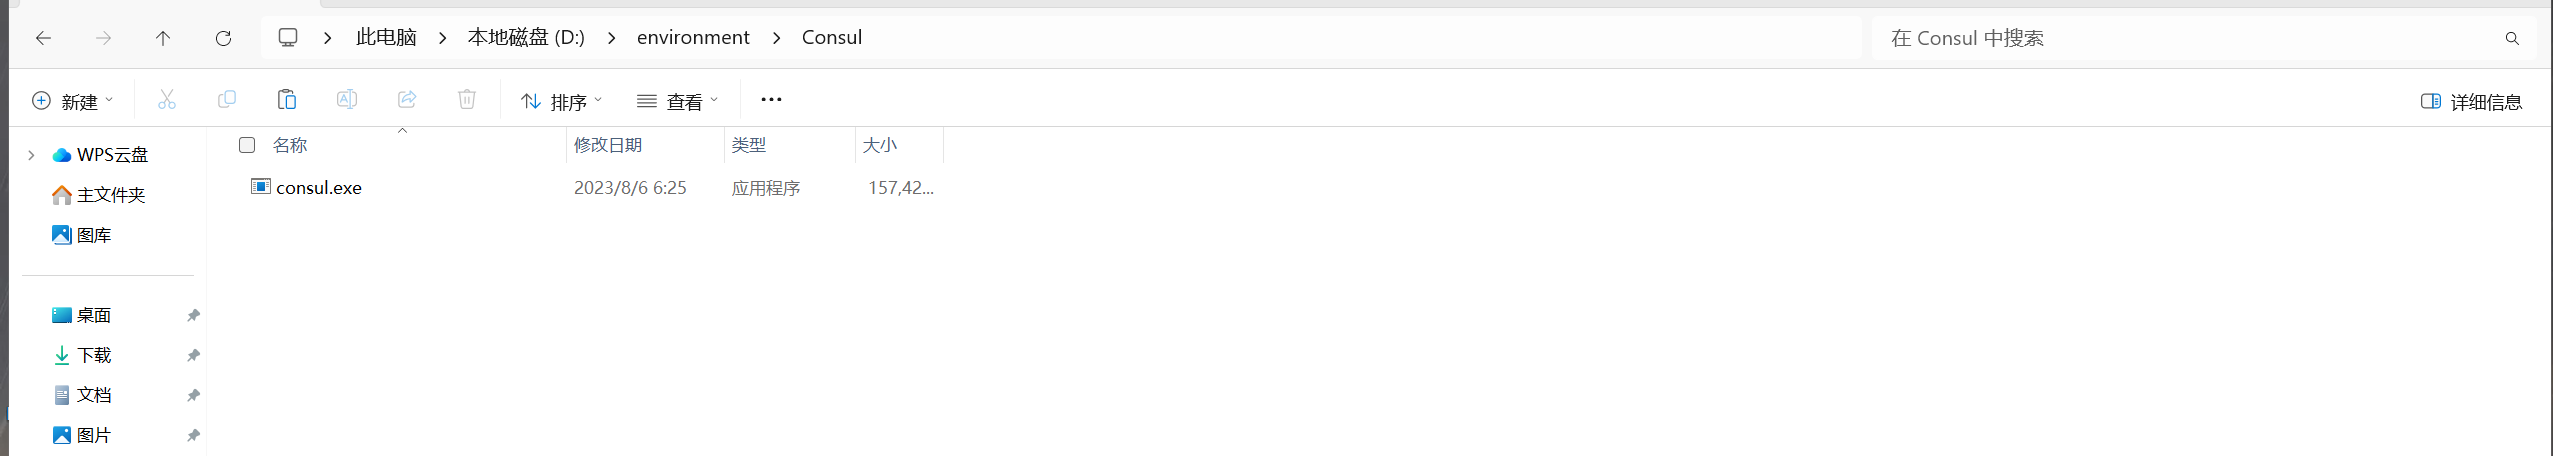 此电脑 本地磁盘 (D:) environment Consul 在 Consul 中搜索
新建 排序 查看 详细信息
名称 修改日期 类型 大小
WPS云盘
consul.exe 2023/8/6 6:25 应用程序 157,42...
主文件夹
图库
桌面
下载
文档
图片